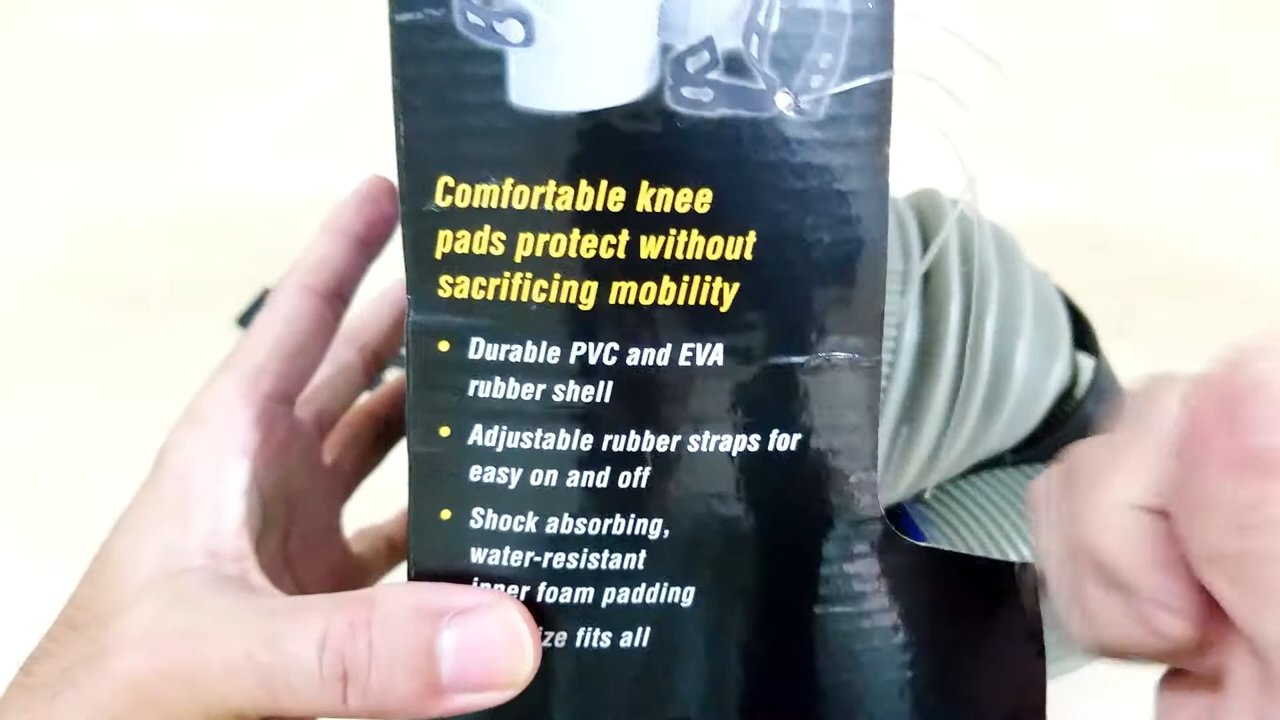 Comfortable knee
pads protect without
sacrificing mobility
• Durable PVC and EVA
rubber shell
• Adjustable rubber straps for
easy on and off
• Shock absorbing,
water-resistant
inner foam padding
fits all